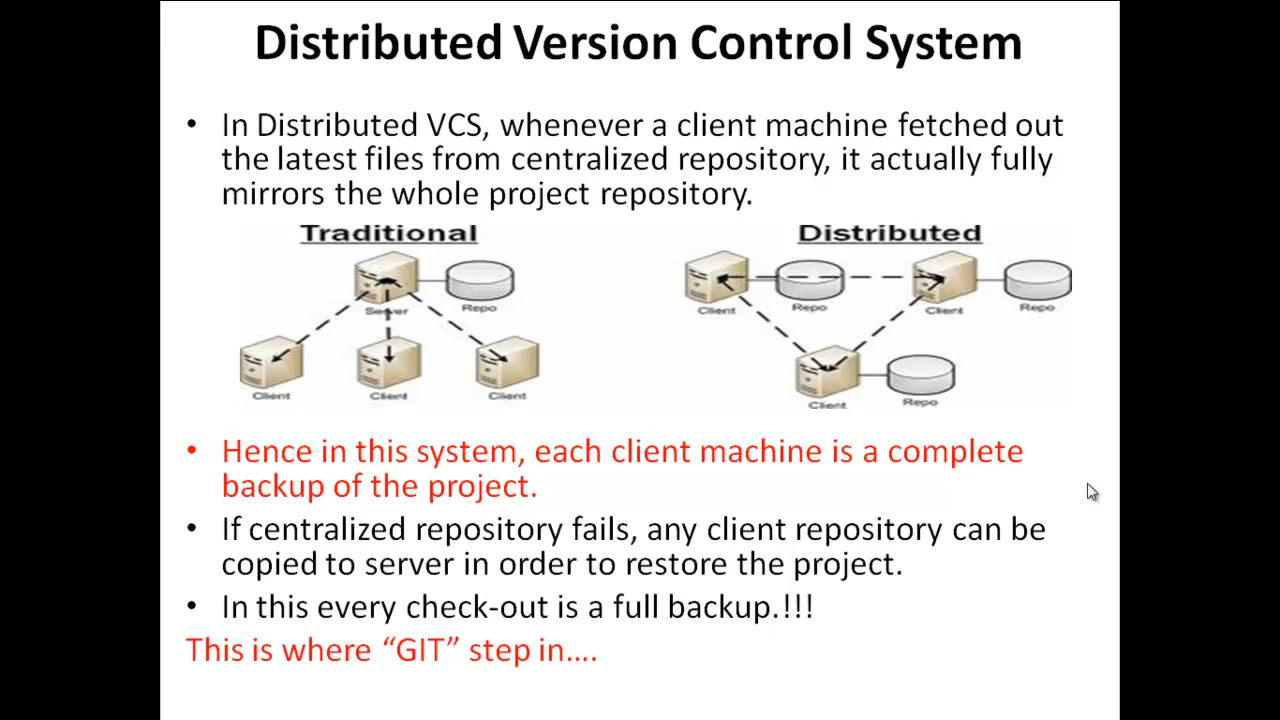 Distributed Version Control System
• In Distributed VCS, whenever a client machine fetched out
the latest files from centralized repository, it actually fully
mirrors the whole project repository.
Traditional
Server
Repo
Client
Client
Client
Distributed
Client
Repo
Client
Repo
Client
Repo
• Hence in this system, each client machine is a complete
backup of the project.
• If centralized repository fails, any client repository can be
copied to server in order to restore the project.
• In this every check-out is a full backup.!!!
This is where “GIT” step in….